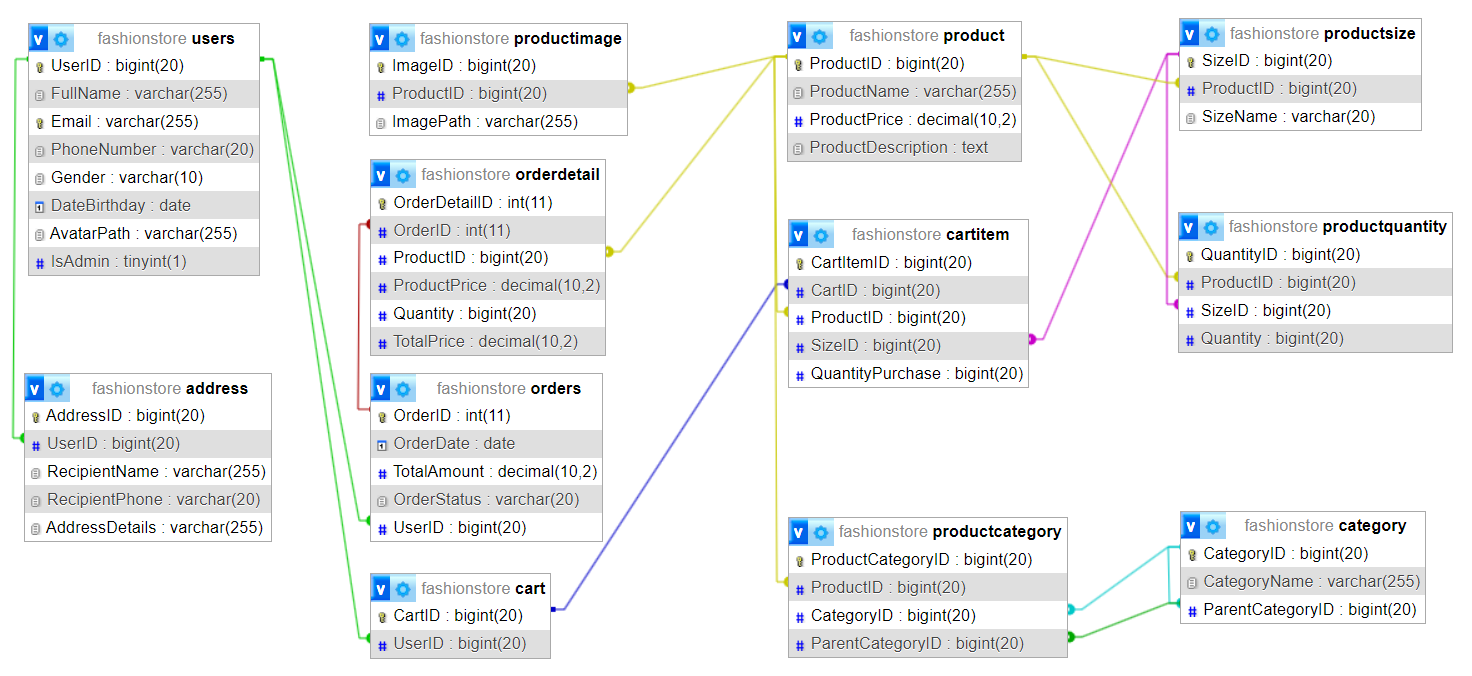 fashionstore users
UserID : bigint(20)
FullName : varchar(255)
Email : varchar(255)
PhoneNumber : varchar(20)
Gender : varchar(10)
DateBirthday : date
AvatarPath : varchar(255)
IsAdmin : tinyint(1)
fashionstore address
AddressID : bigint(20)
UserID : bigint(20)
RecipientName : varchar(255)
RecipientPhone : varchar(20)
AddressDetails : varchar(255)
fashionstore productimage
ImageID : bigint(20)
ProductID : bigint(20)
ImagePath : varchar(255)
fashionstore orderdetail
OrderDetailID : int(11)
OrderID : int(11)
ProductID : bigint(20)
ProductPrice : decimal(10,2)
Quantity : bigint(20)
TotalPrice : decimal(10,2)
fashionstore orders
OrderID : int(11)
OrderDate : date
TotalAmount : decimal(10,2)
OrderStatus : varchar(20)
UserID : bigint(20)
fashionstore cart
CartID : bigint(20)
UserID : bigint(20)
fashionstore product
ProductID : bigint(20)
ProductName : varchar(255)
ProductPrice : decimal(10,2)
ProductDescription : text
fashionstore cartitem
CartItemID : bigint(20)
CartID : bigint(20)
ProductID : bigint(20)
SizeID : bigint(20)
QuantityPurchase : bigint(20)
fashionstore productcategory
ProductCategoryID : bigint(20)
ProductID : bigint(20)
CategoryID : bigint(20)
ParentCategoryID : bigint(20)
fashionstore productsize
SizeID : bigint(20)
ProductID : bigint(20)
SizeName : varchar(20)
fashionstore productquantity
QuantityID : bigint(20)
ProductID : bigint(20)
SizeID : bigint(20)
Quantity : bigint(20)
fashionstore category
CategoryID : bigint(20)
CategoryName : varchar(255)
ParentCategoryID : bigint(20)